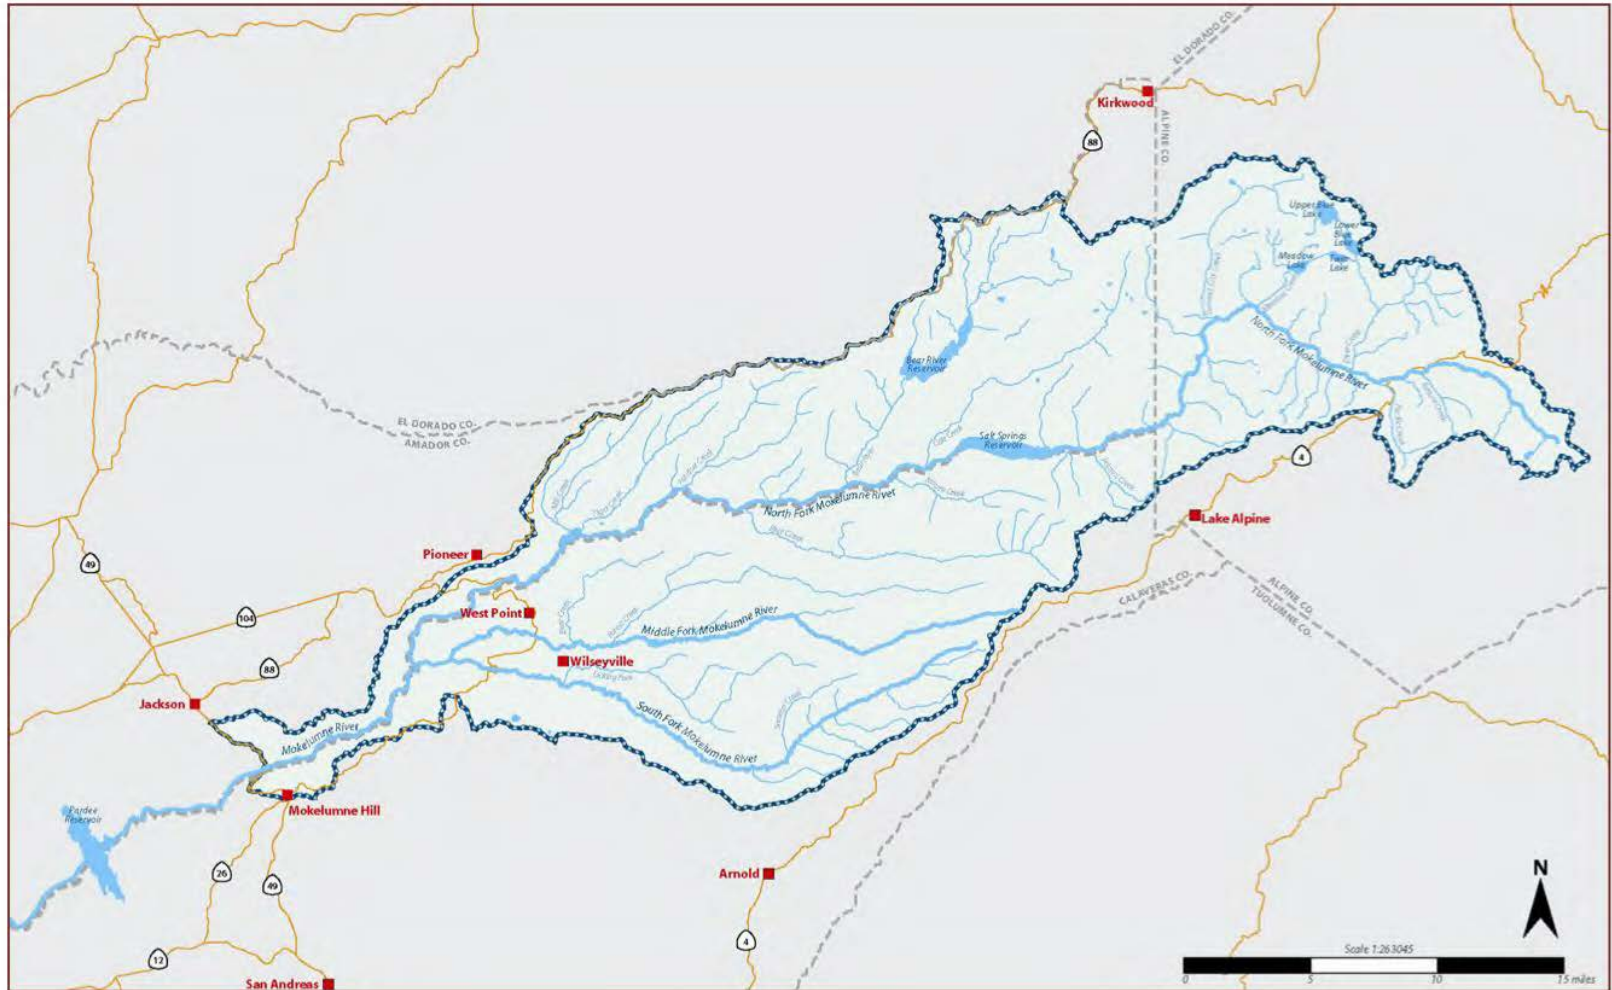 EL DORADO CO.
Kirkwood
ALPINE CO.
88
Upper Blue
Lake
Lower
Blue
Lake
Meadow
Lake
Twin
Lake
North Fork Mokelumne River
Bear River
Reservoir
EL DORADO CO.
AMADOR CO.
Salt Springs
Reservoir
4
North Fork Mokelumne River
Lake Alpine
Pioneer
49
CALAVERAS CO.
ALPINE CO.
TUOLUMNE CO.
104
West Point
Middle Fork Mokelumne River
Wilseyville
88
Jackson
South Fork Mokelumne River
Mokelumne River
Mokelumne Hill
Pardee
Reservoir
26
49
Arnold
N
4
12
San Andreas
Scale 1:263045
0 5 10 15 miles